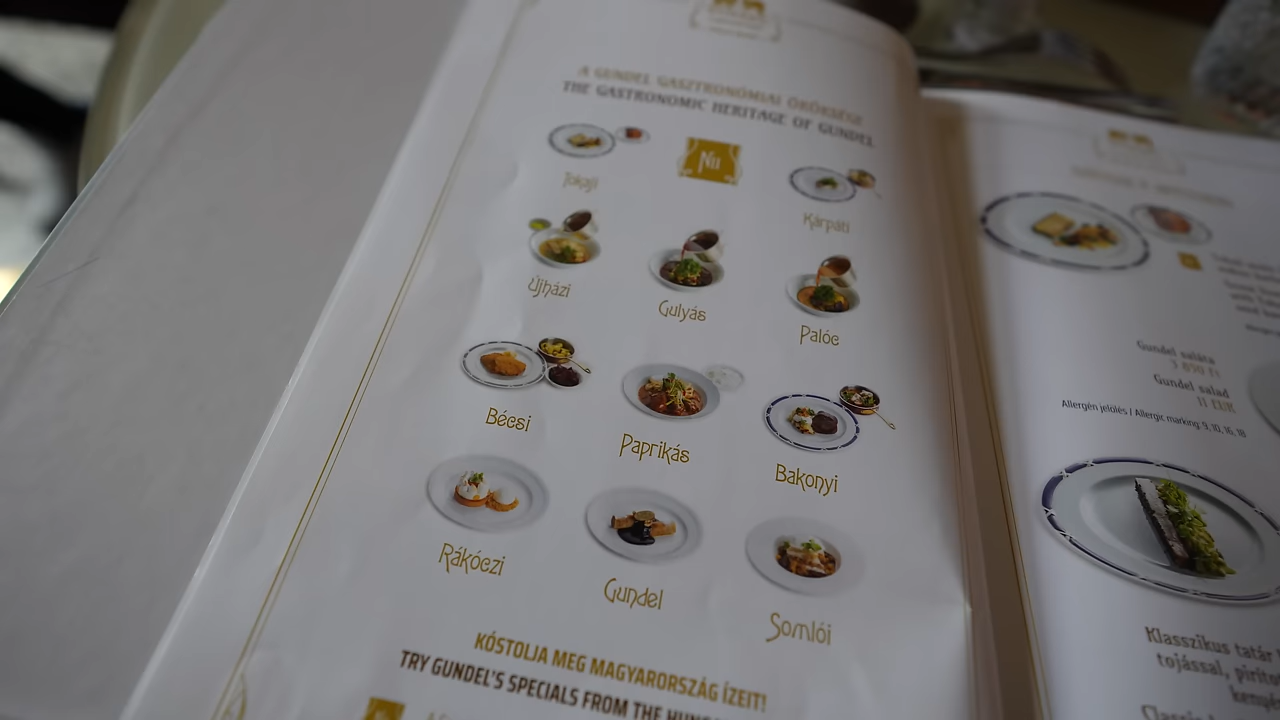 A GUNDEL GASZTRONÓMIAI ÖRÖKSÉGE
THE GASTRONOMIC HERITAGE OF GUNDEL
Tokaji
Nu
Kárpáti
Újházi
Gulyás
Palóc
Bécsi
Paprikás
Bakonyi
Rákóczi
Gundel
Somlói
KÓSTOLJA MEG MAGYARORSZÁG ÍZEIT!
TRY GUNDEL'S SPECIALS FROM THE
Gundel saláta
Ft
Gundel salad
11 EUR
Allergén jelölés / Allergic marking: 9, 10, 16, 18
Klasszikus tatár
tojással,